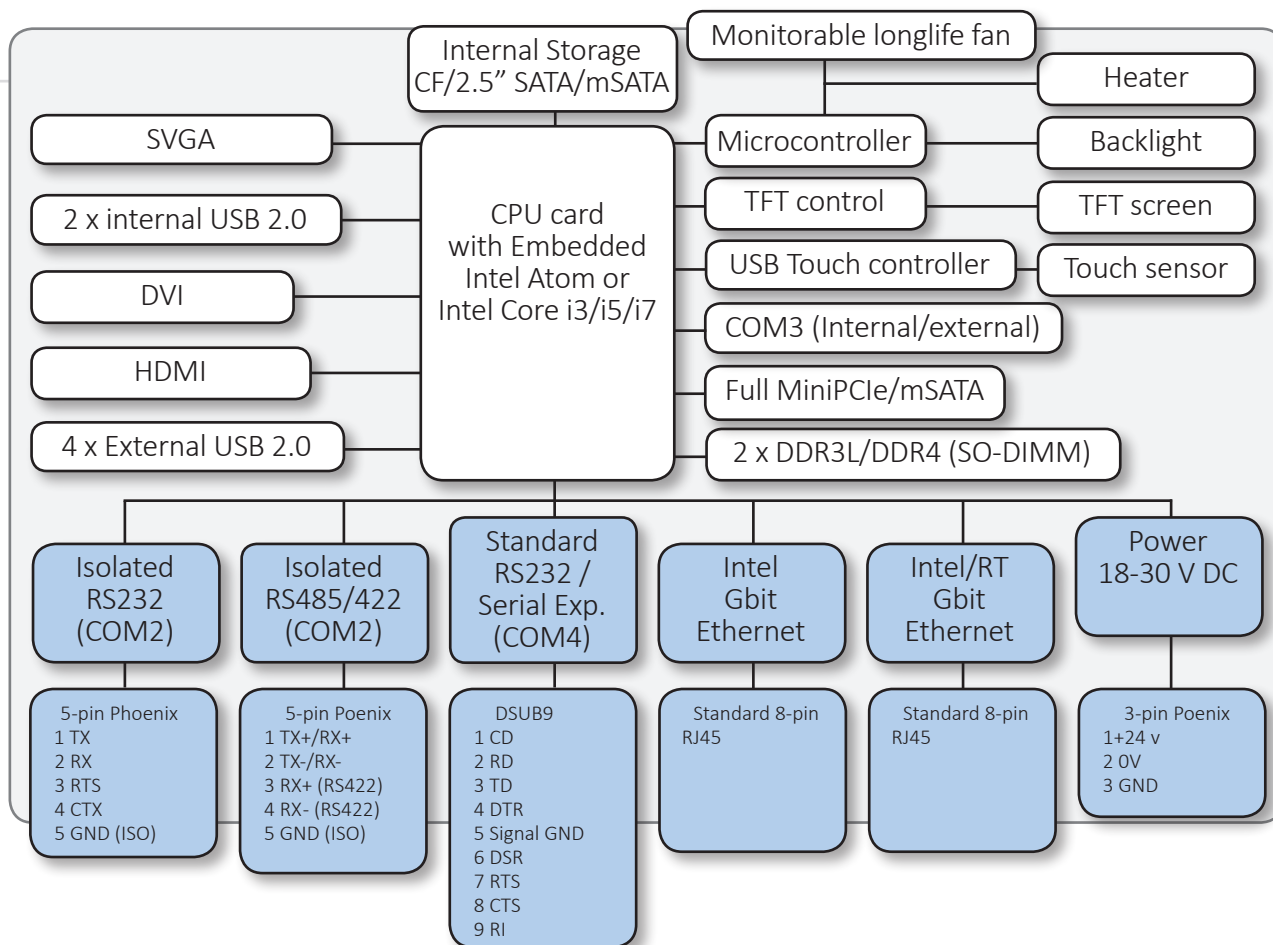 Internal Storage
CF/2.5” SATA/mSATA
Monitorable longlife fan
Heater
SVGA
Microcontroller
Backlight
2 x internal USB 2.0
TFT control
TFT screen
CPU card
with Embedded
Intel Atom or
Intel Core i3/i5/i7
USB Touch controller
Touch sensor
DVI
COM3 (Internal/external)
HDMI
Full MiniPCIe/mSATA
4 x External USB 2.0
2 x DDR3L/DDR4 (SO-DIMM)
Isolated
RS232
(COM2)
Isolated
RS485/422
(COM2)
Standard
RS232 /
Serial Exp.
(COM4)
Intel
Gbit
Ethernet
Intel/RT
Gbit
Ethernet
Power
18-30 V DC
5-pin Phoenix
1 TX
2 RX
3 RTS
4 CTX
5 GND (ISO)
5-pin Poenix
1 TX+/RX+
2 TX-/RX-
3 RX+ (RS422)
4 RX- (RS422)
5 GND (ISO)
DSUB9
1 CD
2 RD
3 TD
4 DTR
5 Signal GND
6 DSR
7 RTS
8 CTS
9 RI
Standard 8-pin
RJ45
Standard 8-pin
RJ45
3-pin Poenix
1+24 v
2 0V
3 GND